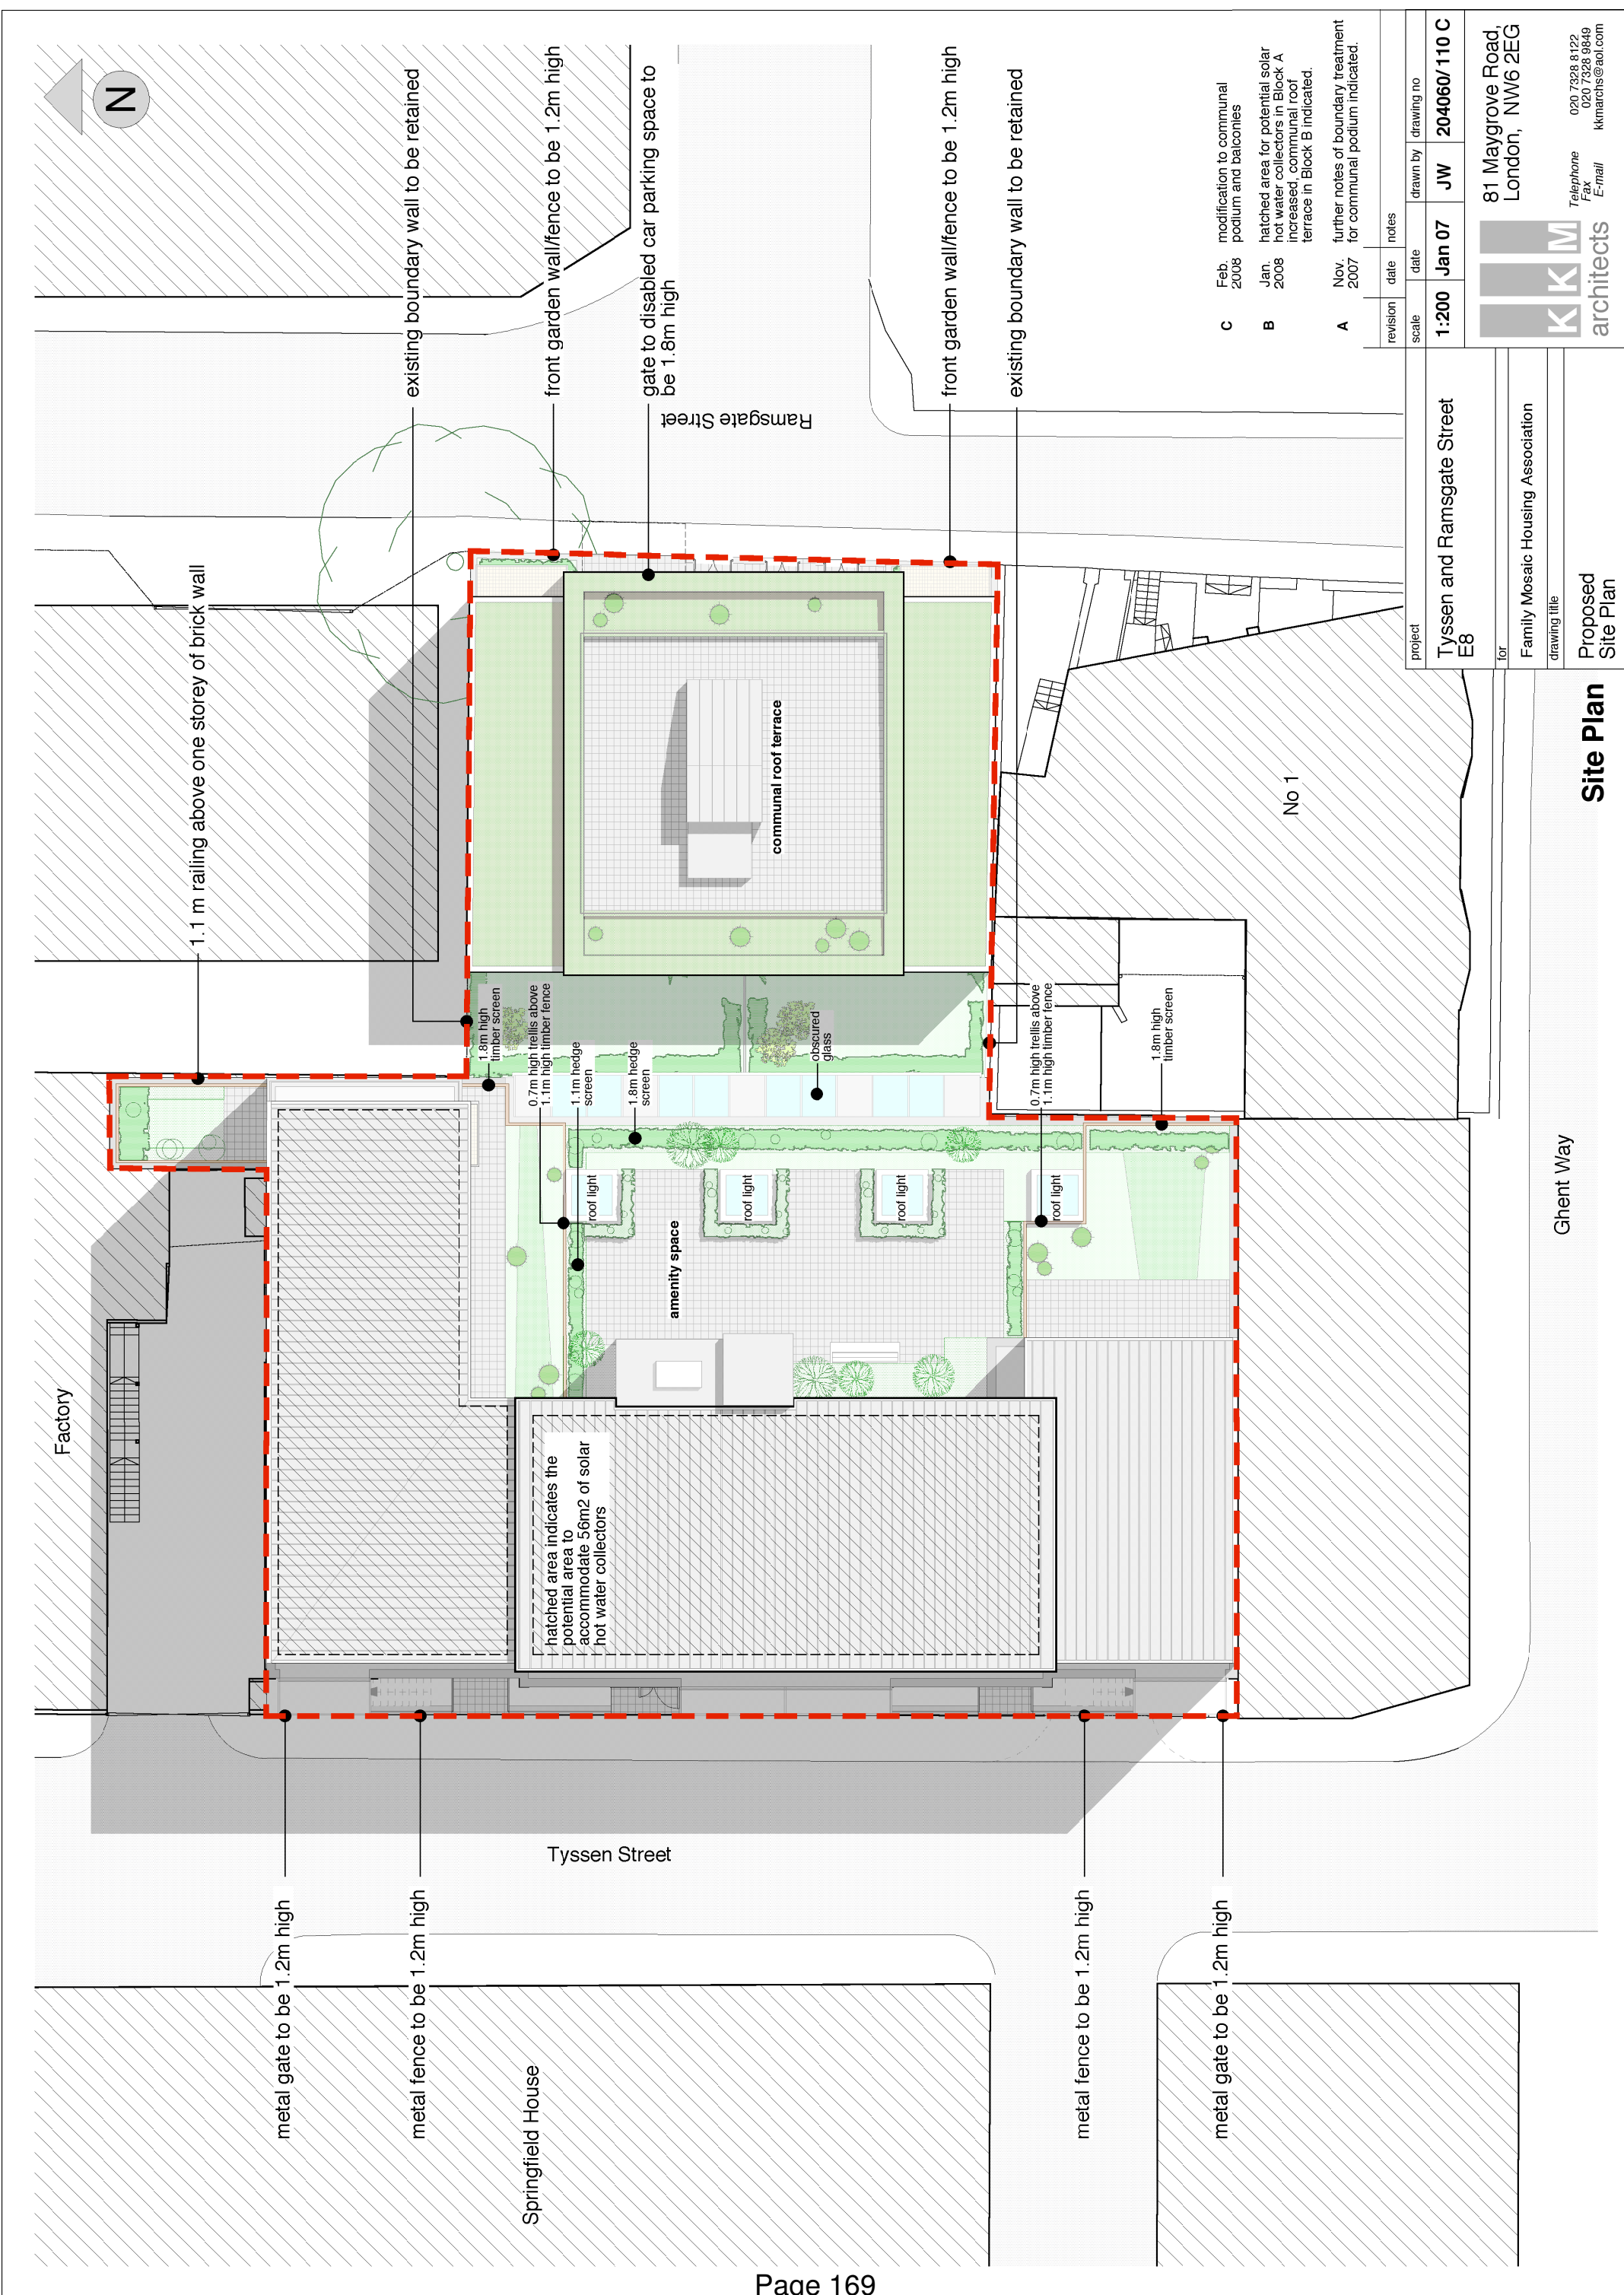 N
existing boundary wall to be retained
front garden wall/fence to be 1.2m high
gate to disabled car parking space to
be 1.8m high
front garden wall/fence to be 1.2m high
existing boundary wall to be retained
Ramsgate Street
1.1 m railing above one storey of brick wall
communal roof terrace
No 1
1.8m high
timber screen
0.7m high trellis above
1.1m high timber fence
1.1m hedge
screen
1.8m hedge
screen
obscured
glass
0.7m high trellis above
1.1m high timber fence
1.8m high
timber screen
roof light
roof light
roof light
roof light
amenity space
Factory
hatched area indicates the
potential area to
accommodate 56m2 of solar
hot water collectors
Ghent Way
Tyssen Street
metal gate to be 1.2m high
metal fence to be 1.2m high
metal fence to be 1.2m high
metal gate to be 1.2m high
Springfield House
C Feb. 2008 modification to communal
podium and balconies
B Jan. 2008 hatched area for potential solar
hot water collectors in Block A
increased, communal roof
terrace in Block B indicated.
A Nov. 2007 further notes of boundary treatment
for communal podium indicated.
revision date notes
project
Tyssen and Ramsgate Street
E8
for
Family Mosaic Housing Association
drawing title
Proposed
Site Plan
scale date drawn by drawing no
1:200 Jan 07 JW 204060/110 C
KKM
architects
81 Maygrove Road,
London, NW6 2EG
Telephone 020 7328 8122
Fax 020 7328 9849
E-mail kkmarchs@aol.com
Site Plan
Page 169